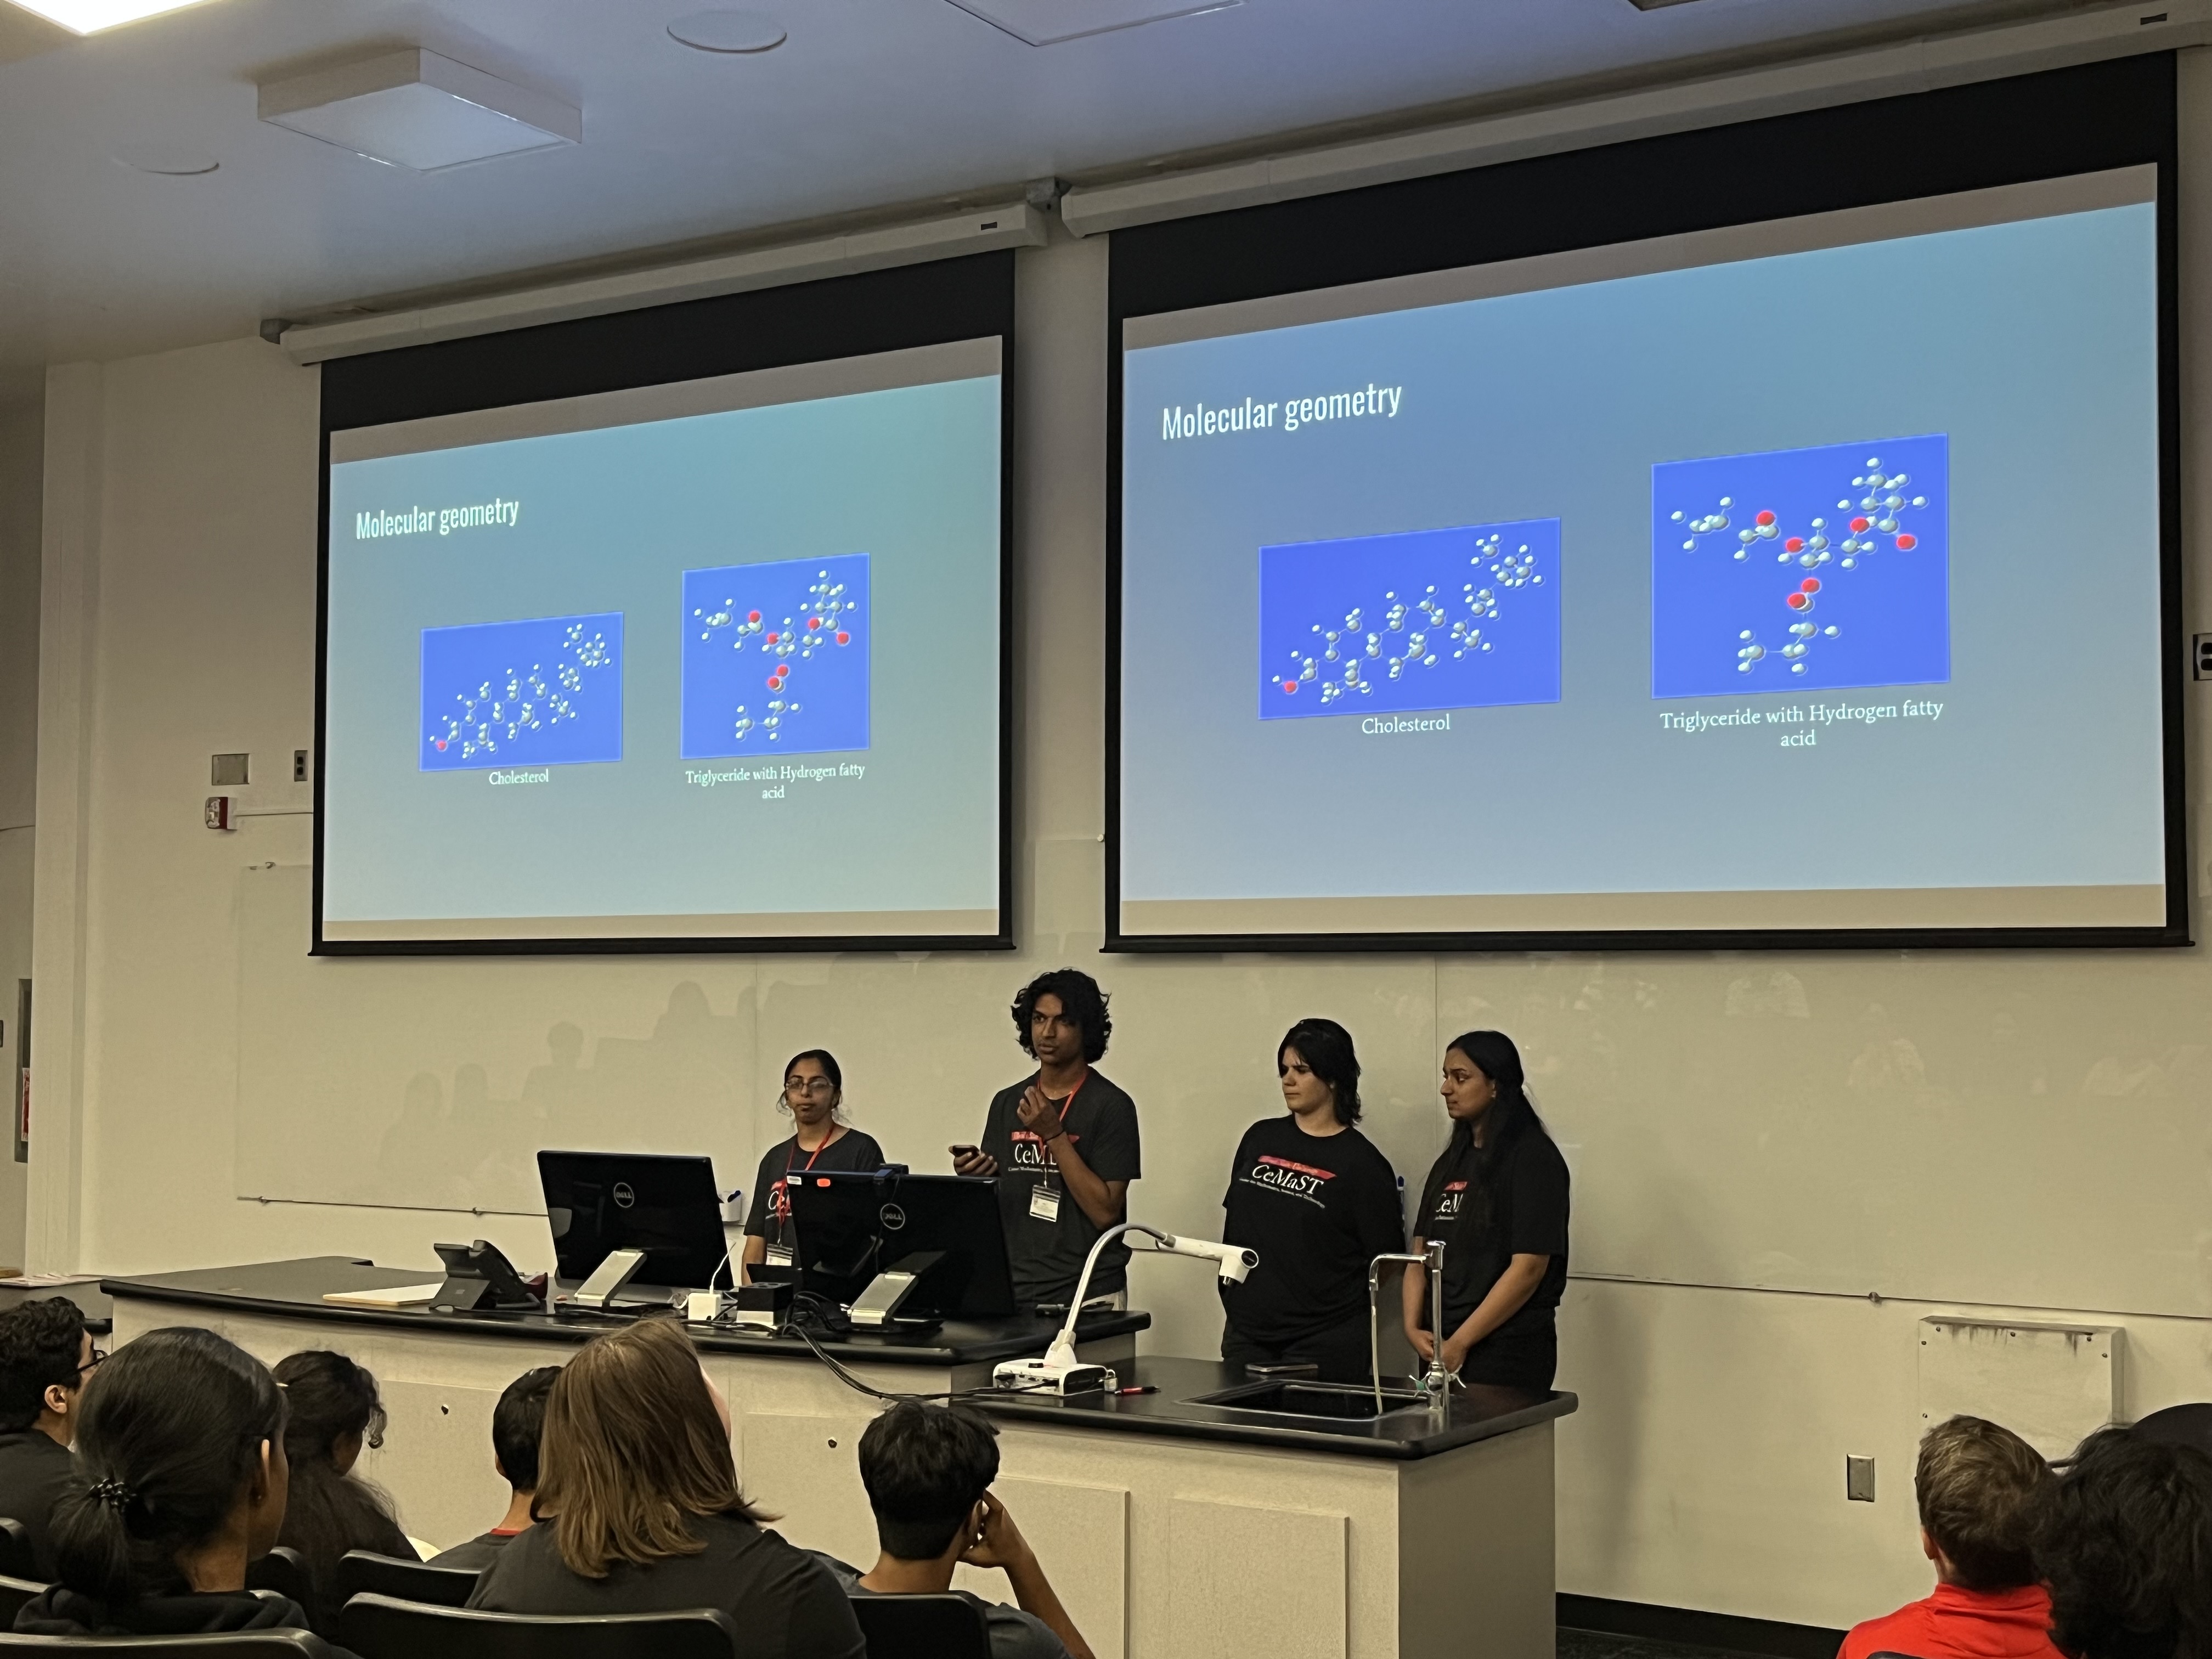 Molecular geometry
Cholesterol
Triglyceride with Hydrogen fatty
acid
Molecular geometry
Cholesterol
Triglyceride with Hydrogen fatty
acid
DELL
DELL
CeMaST